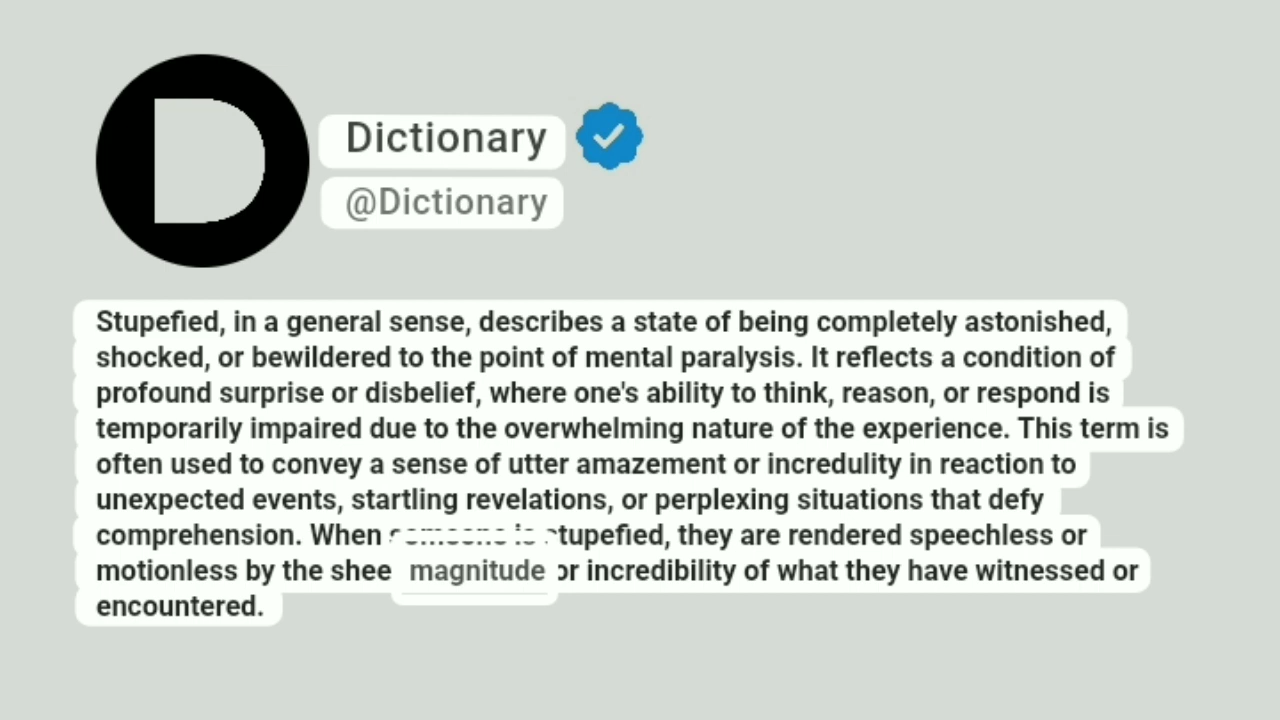 D
Dictionary
@Dictionary
Stupefied, in a general sense, describes a state of being completely astonished,
shocked, or bewildered to the point of mental paralysis. It reflects a condition of
profound surprise or disbelief, where one's ability to think, reason, or respond is
temporarily impaired due to the overwhelming nature of the experience. This term is
often used to convey a sense of utter amazement or incredulity in reaction to
unexpected events, startling revelations, or perplexing situations that defy
comprehension. When stupefied, they are rendered speechless or
motionless by the shee magnitude or incredibility of what they have witnessed or
encountered.